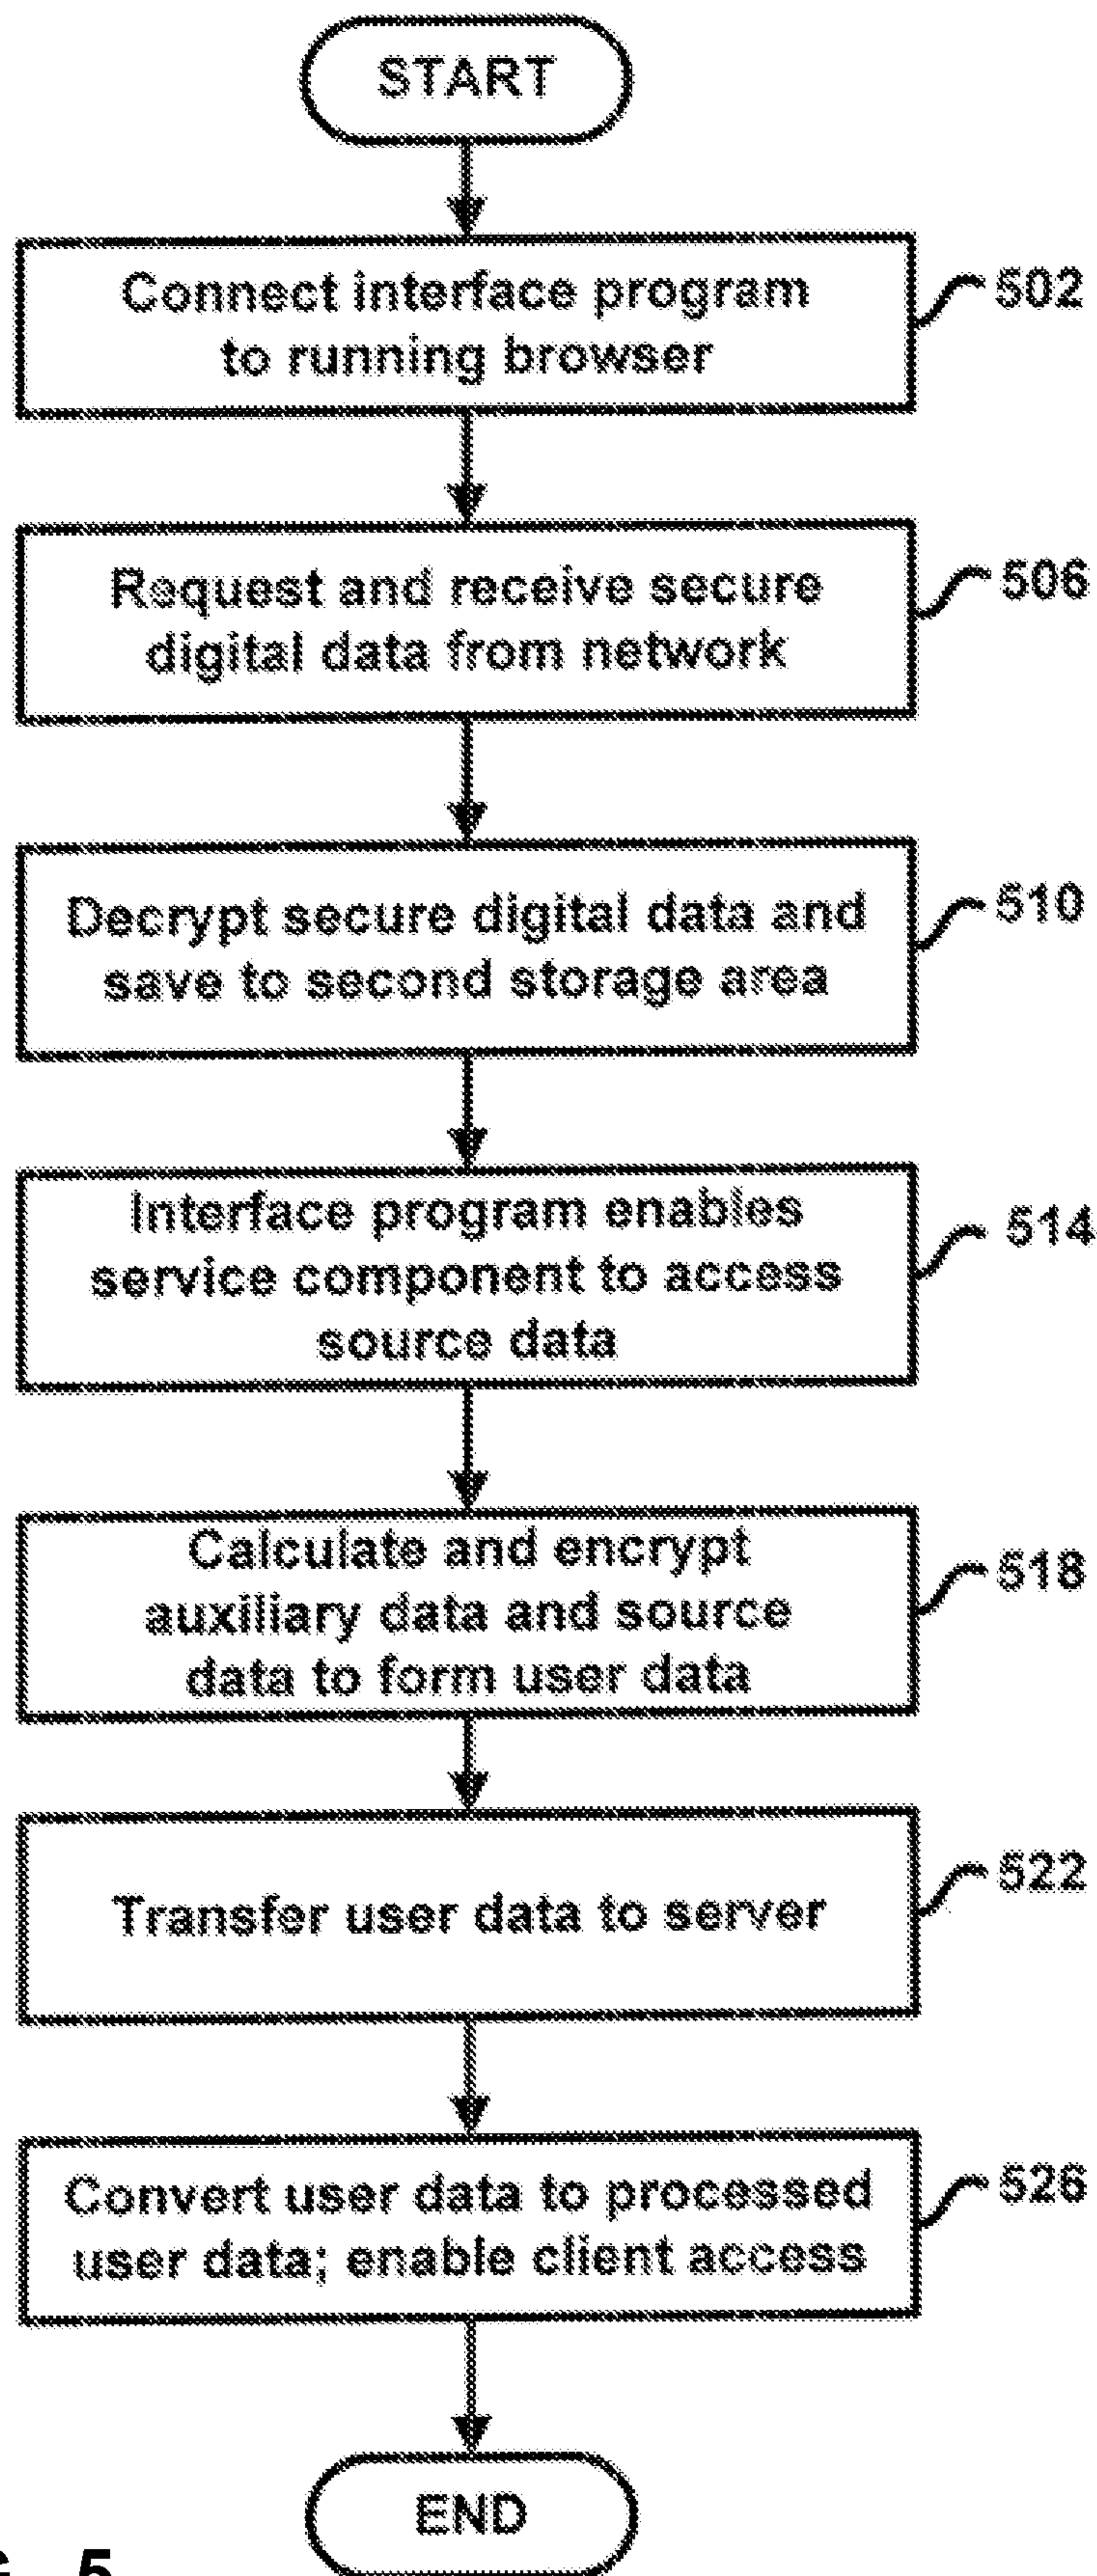 START
Connect interface program
to running browser
502
Request and receive secure
digital data from network
506
Decrypt secure digital data and
save to second storage area
510
Interface program enables
service component to access
source data
514
Calculate and encrypt
auxiliary data and source
data to form user data
518
Transfer user data to server
522
Convert user data to processed
user data; enable client access
526
END
5